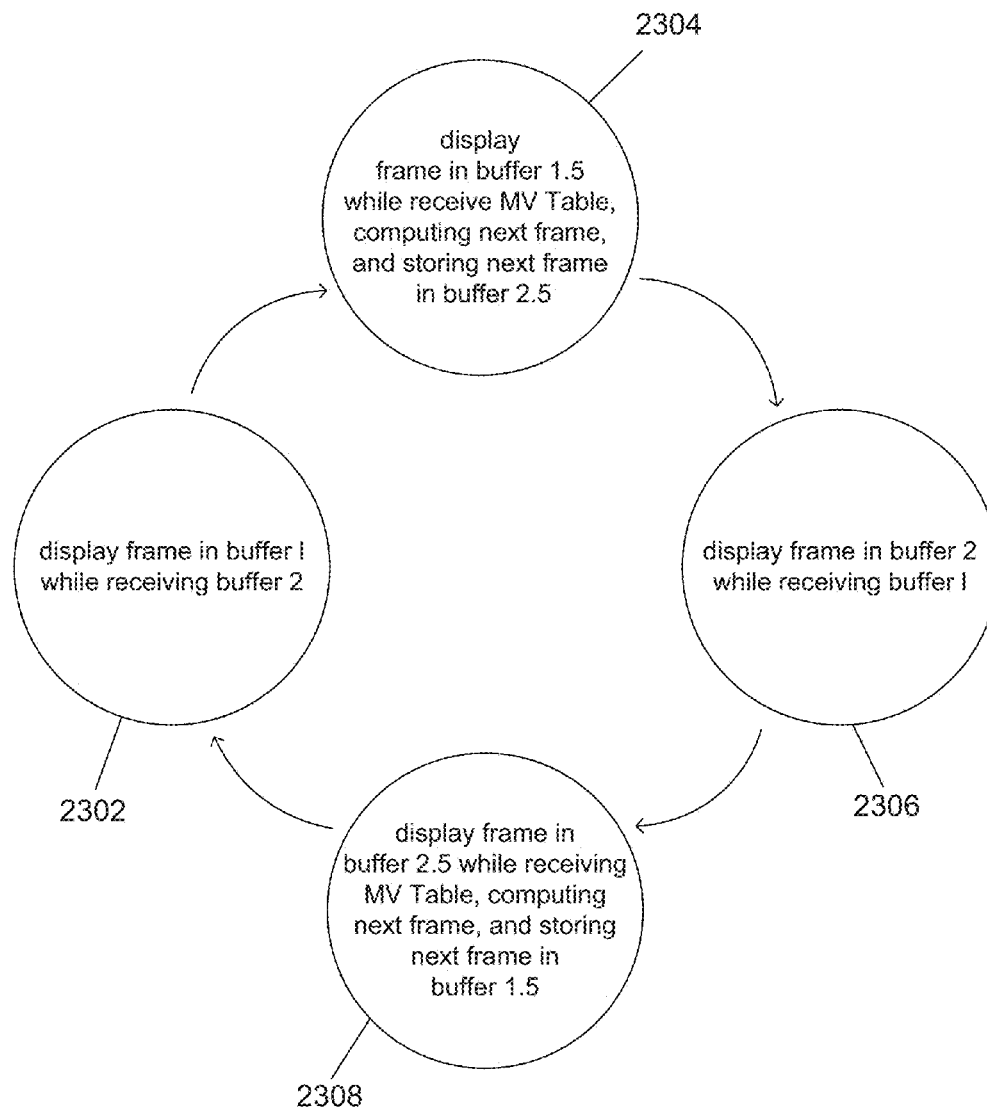 2304
display
frame in buffer 1.5
while receive MV Table,
computing next frame,
and storing next frame
in buffer 2.5
display frame in buffer I
while receiving buffer 2
display frame in buffer 2
while receiving buffer I
2302
2306
display frame in
buffer 2.5 while receiving
MV Table, computing
next frame, and storing
next frame in
buffer 1.5
2308